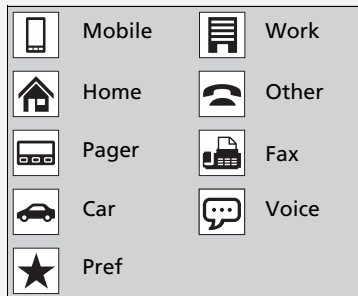 Mobile Work
Home Other
Pager Fax
Car Voice
Pref